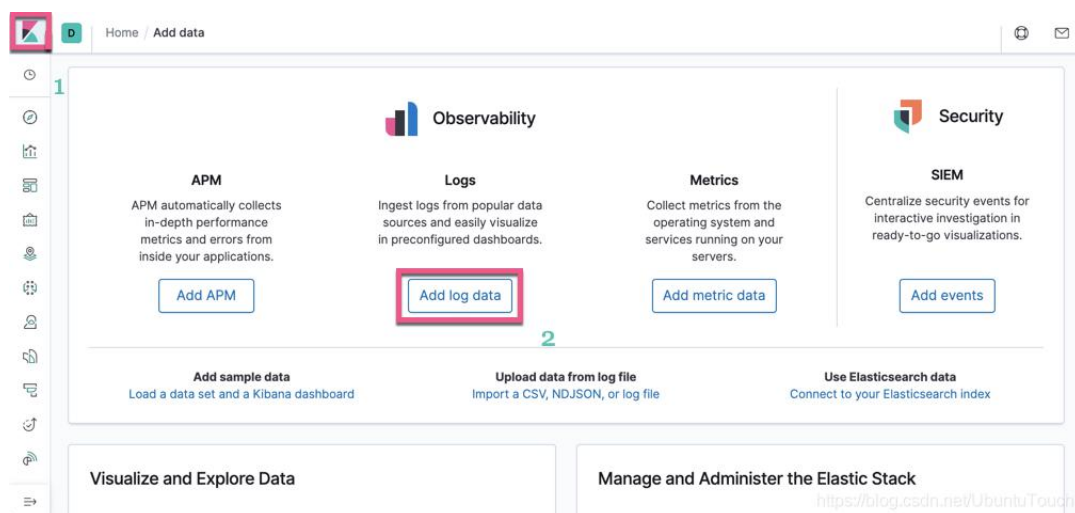 D
Home / Add data
1
Observability
Security
APM
APM automatically collects
in-depth performance
metrics and errors from
inside your applications.
Add APM
Logs
Ingest logs from popular data
sources and easily visualize
in preconfigured dashboards.
Add log data
2
Metrics
Collect metrics from the
operating system and
services running on your
servers.
Add metric data
SIEM
Centralize security events for
interactive investigation in
ready-to-go visualizations.
Add events
Add sample data
Load a data set and a Kibana dashboard
Upload data from log file
Import a CSV, NDJSON, or log file
Use Elasticsearch data
Connect to your Elasticsearch index
Visualize and Explore Data
Manage and Administer the Elastic Stack
https://blog.csdn.net/UbuntuTouch